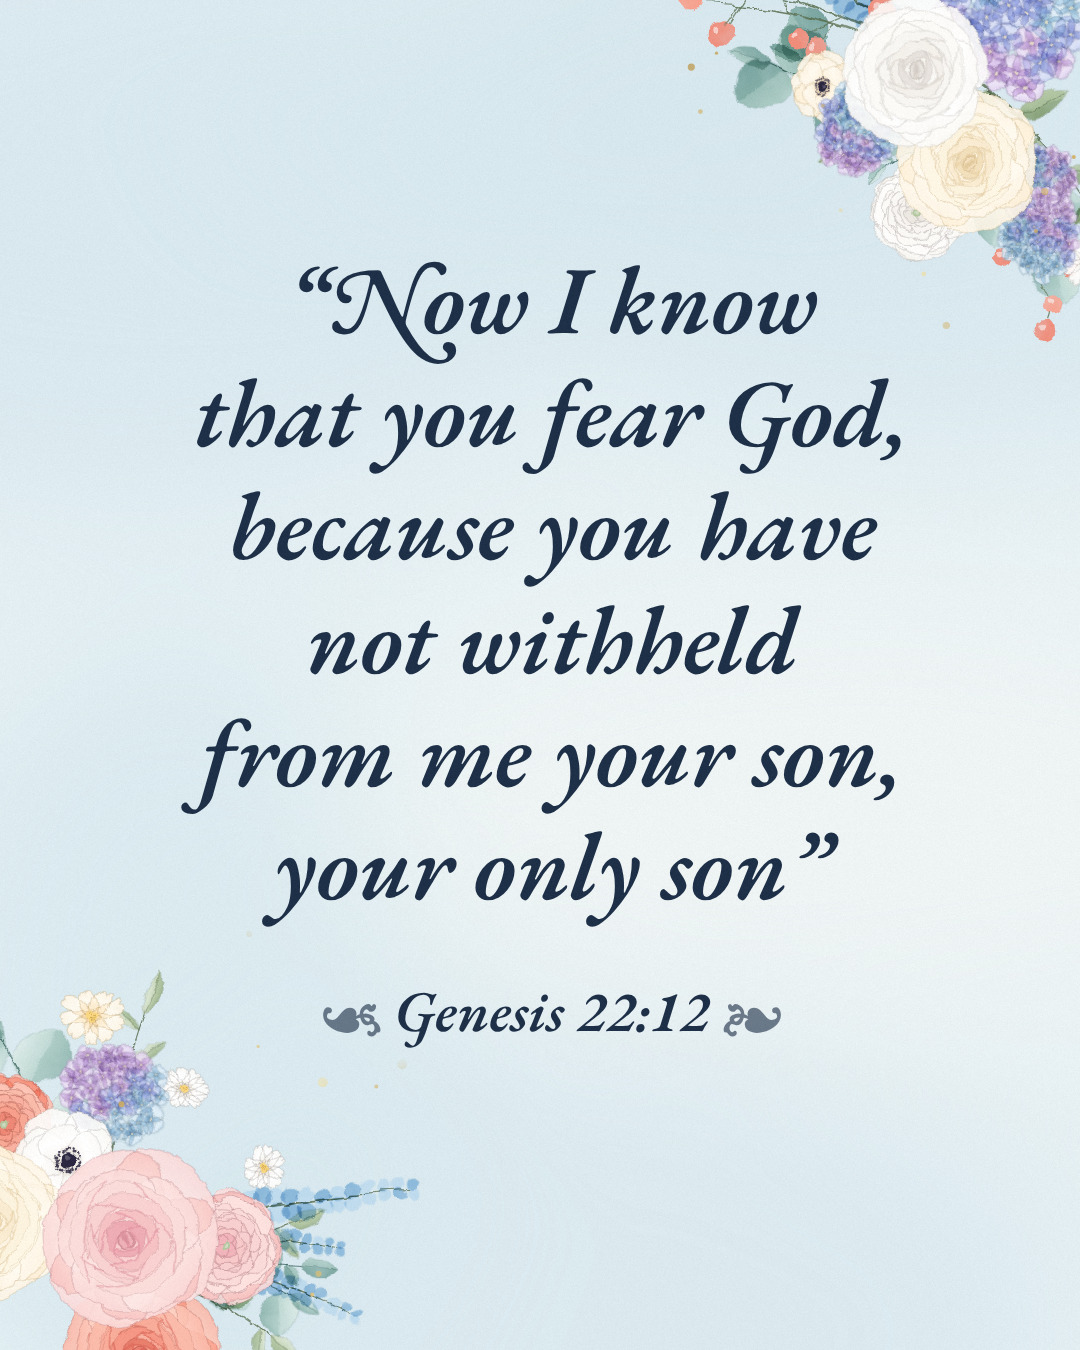 “Now I know
that you fear God,
because you have
not withheld
from me your son,
your only son”
Genesis 22:12